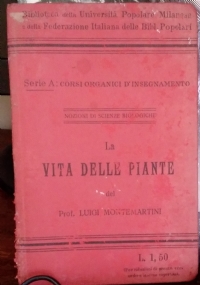 della Università Popolare Milanese
e della Federazione Italiana delle Bibl. Popolari
Serie A: CORSI ORGANICI D'INSEGNAMENTO
SEZIONE DI SCIENZE BIOLOGICHE
La
VITA DELLE PIANTE
del
Prof. LUIGI MONTEMARTINI
L. 1,50